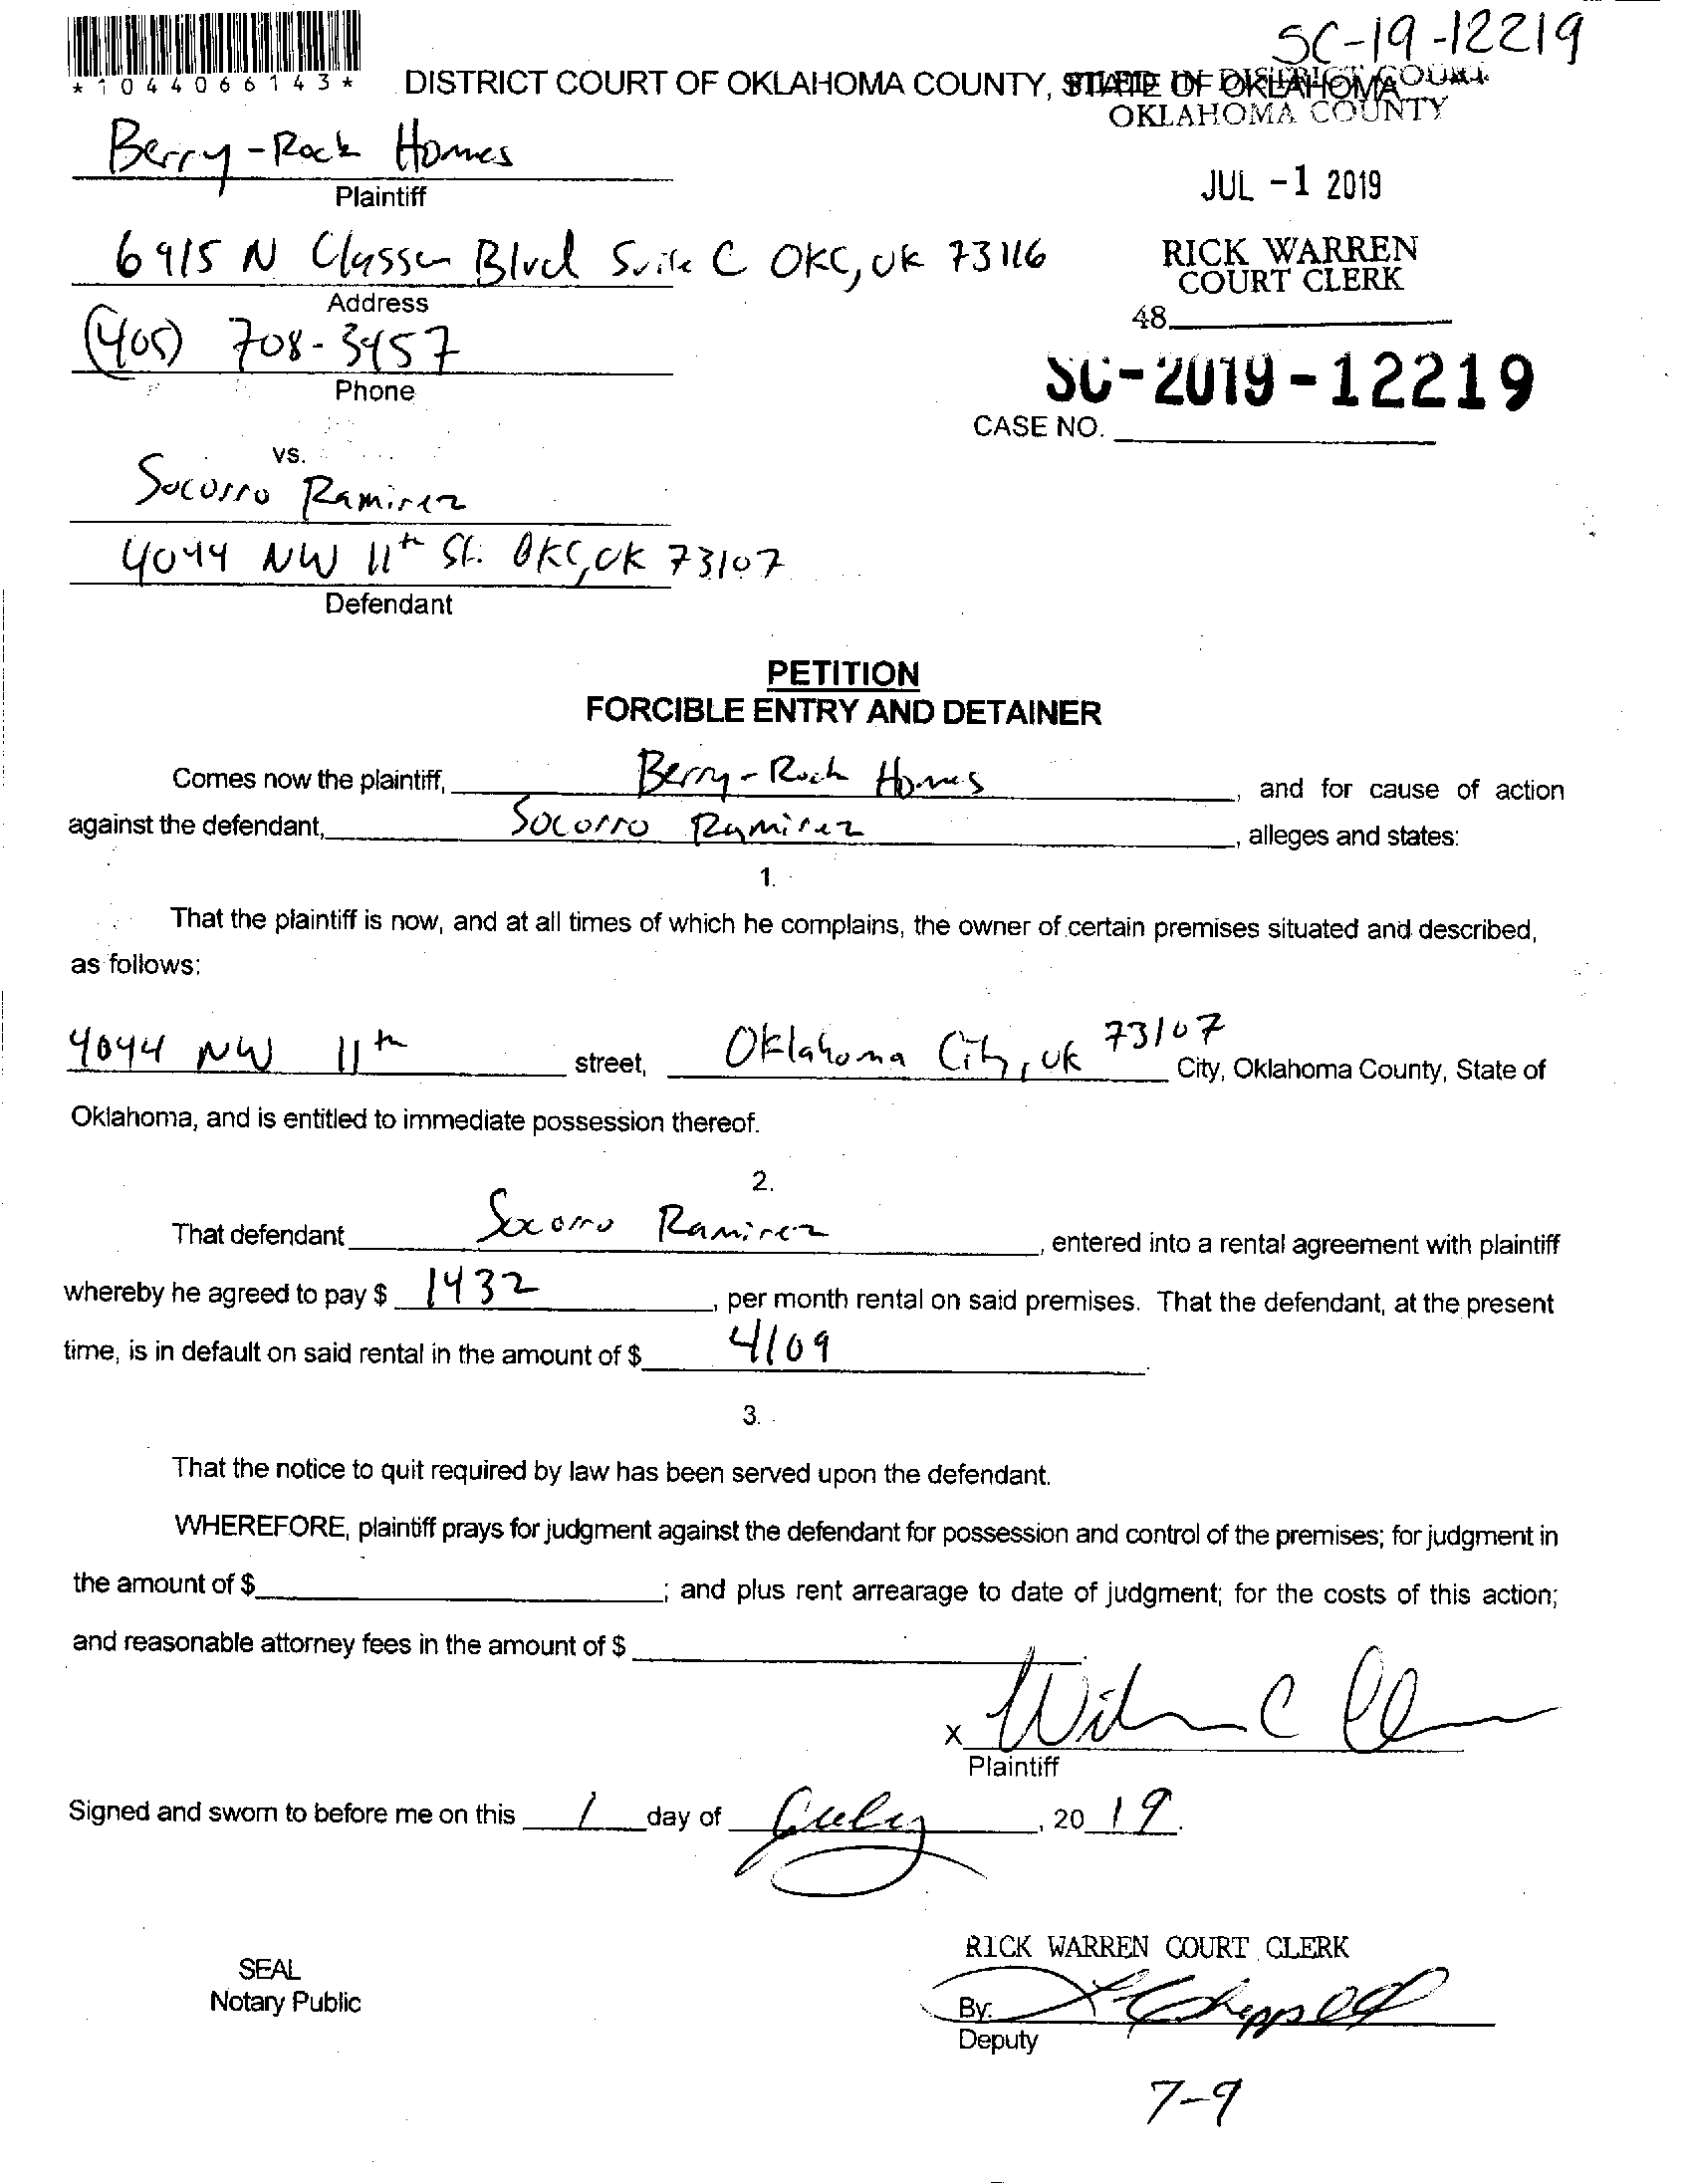 SC-19-12219
*1044066143*
DISTRICT COURT OF OKLAHOMA COUNTY, STATE OF OKLAHOMA
FILED IN DISTRICT COURT
OKLAHOMA COUNTY
Berry-Rock Homes
Plaintiff
JUL -1 2019
6915 N Classen Blvd Suite C OKC, OK 73116
Address
RICK WARREN
COURT CLERK
48
(405) 708-3457
Phone
SC-2019-12219
CASE NO.
vs.
Socorro Ramirez
4044 NW 11th St. OKC, OK 73107
Defendant
PETITION
FORCIBLE ENTRY AND DETAINER
Comes now the plaintiff, Berry-Rock Homes, and for cause of action
against the defendant, Socorro Ramirez, alleges and states:
1.
That the plaintiff is now, and at all times of which he complains, the owner of certain premises situated and described,
as follows:
4044 NW 11th street, Oklahoma City, OK 73107 City, Oklahoma County, State of
Oklahoma, and is entitled to immediate possession thereof.
2.
That defendant Socorro Ramirez, entered into a rental agreement with plaintiff
whereby he agreed to pay $ 1432, per month rental on said premises. That the defendant, at the present
time, is in default on said rental in the amount of $ 4109.
3.
That the notice to quit required by law has been served upon the defendant.
WHEREFORE, plaintiff prays for judgment against the defendant for possession and control of the premises; for judgment in
the amount of $ ; and plus rent arrearage to date of judgment; for the costs of this action;
and reasonable attorney fees in the amount of $
X
Plaintiff
Signed and sworn to before me on this 1 day of July, 2019.
RICK WARREN COURT CLERK
SEAL
Notary Public
By:
Deputy
7-9